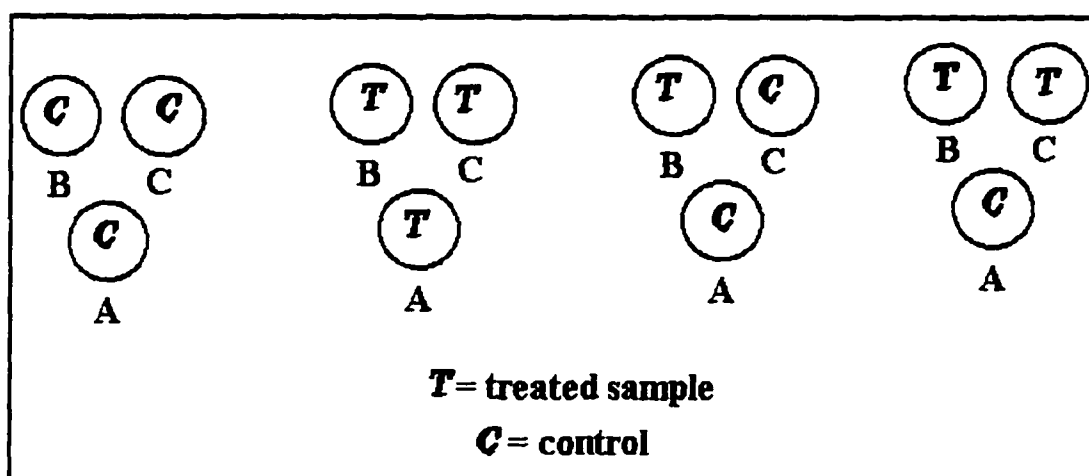 C C T T T C T T
B C B C B C B C
C T C C
A A A A
T = treated sample
C = control